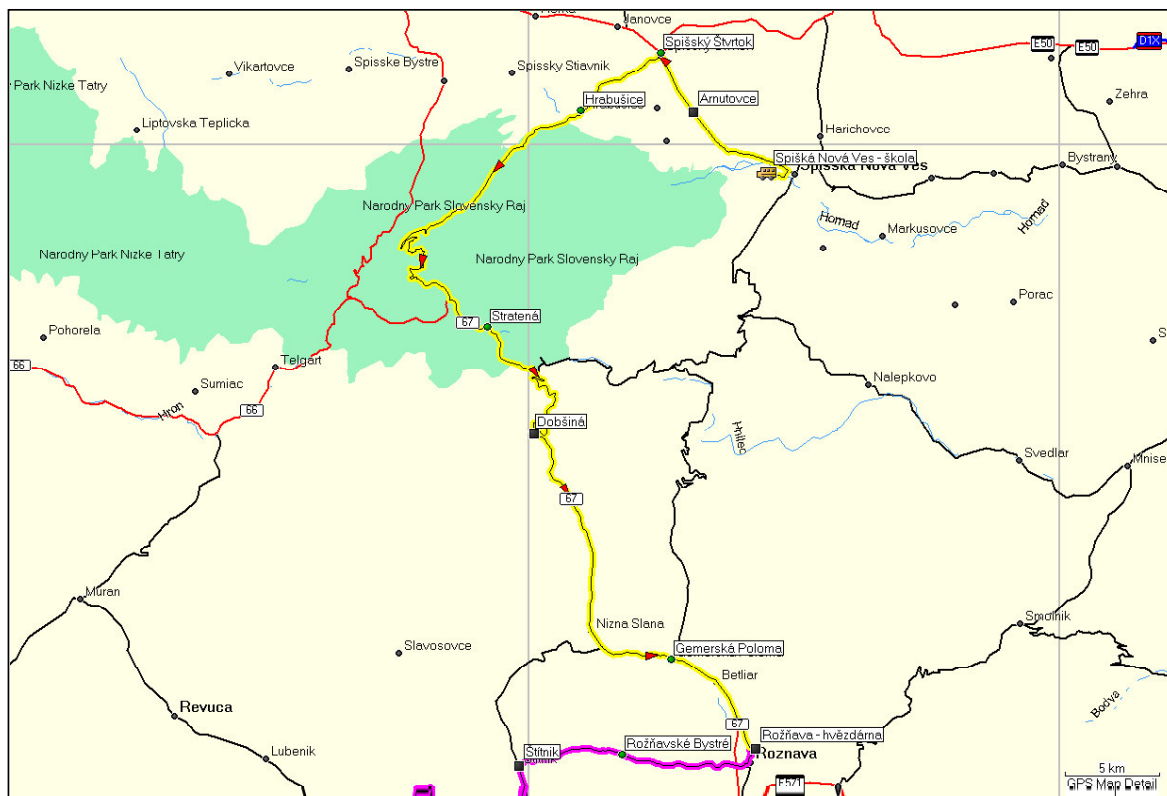 Janovce
Spišský Štvrtok
E50
E50
D1X
Vikartovce
Spisske Bystre
Spissky Stiavnik
Park Nizke Tatry
Hrabušice
Arnutovce
Zehra
Liptovska Teplicka
Harichovce
Spišká Nová Ves - škola
Spisska Nova Ves
Bystrany
Narodny Park Slovensky Raj
Hornad
Hornad
Markusovce
Narodny Park Nizke Tatry
Narodny Park Slovensky Raj
Porac
Pohorela
67
Stratená
66
Telgart
Sumiac
Nalepkovo
Hron
66
Dobšiná
Hnilec
Svedlar
Mnise
67
Muran
Nizna Slana
Smolnik
Slavosovce
Gemerská Poloma
Betliar
Bodva
Revuca
67
Rožňava - hvězdárna
Roznava
Lubenik
Štítnik
Rožňavské Bystré
5 km
E571
GPS Map Detail